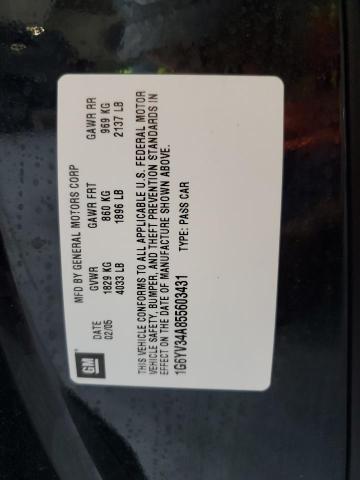 GM
MFD BY GENERAL MOTORS CORP
DATE GVWR GAWR FRT GAWR RR
02/05 1829 KG 860 KG 969 KG
4033 LB 1896 LB 2137 LB
THIS VEHICLE CONFORMS TO ALL APPLICABLE U.S. FEDERAL MOTOR
VEHICLE SAFETY, BUMPER, AND THEFT PREVENTION STANDARDS IN
EFFECT ON THE DATE OF MANUFACTURE SHOWN ABOVE.
1G6YV34A855603431 TYPE: PASS CAR